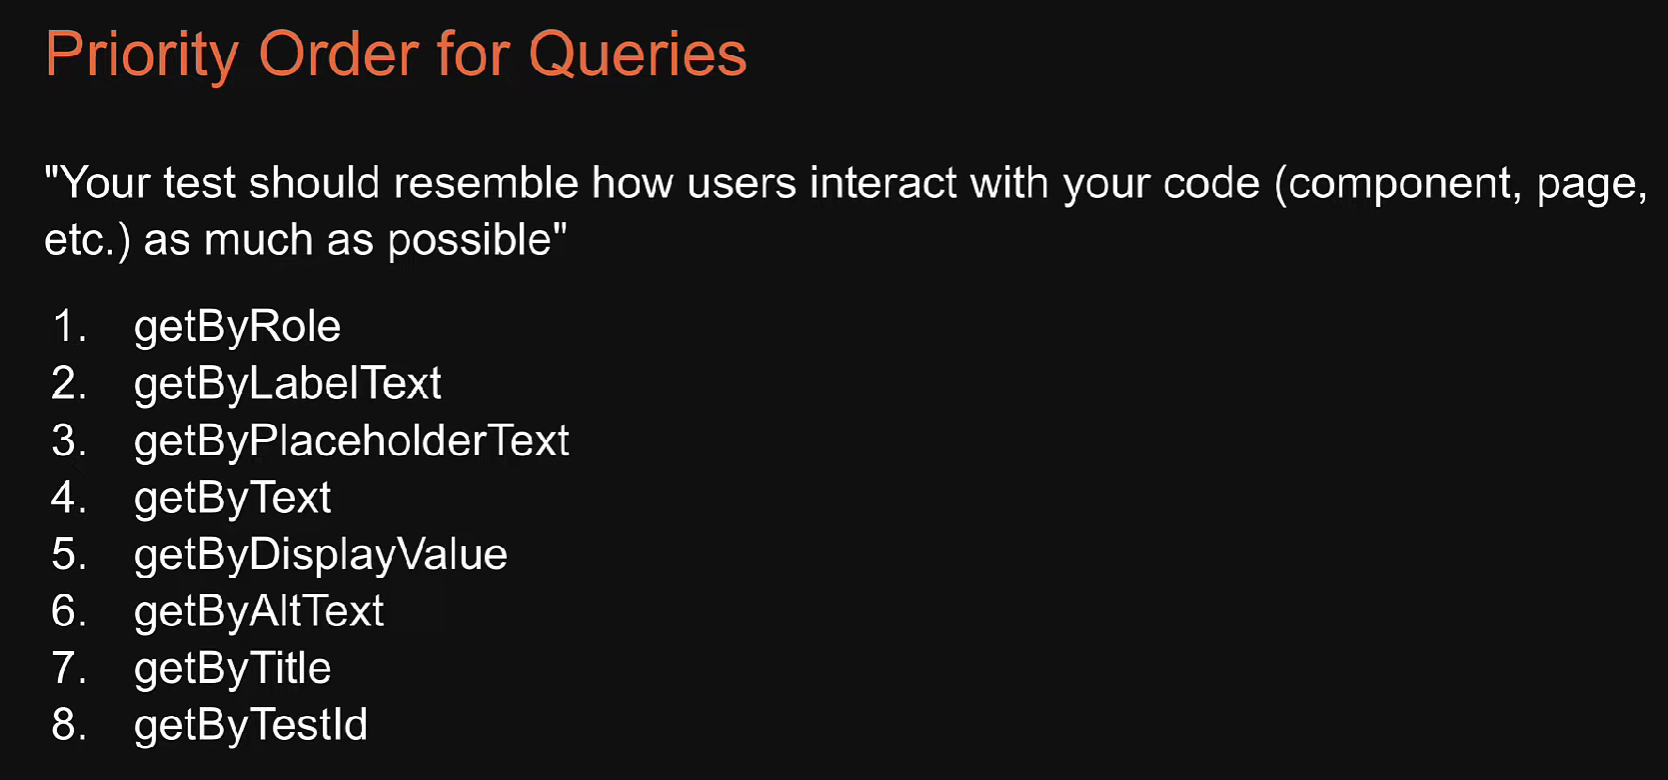 Priority Order for Queries
"Your test should resemble how users interact with your code (component, page,
etc.) as much as possible"
1. getByRole
2. getByLabelText
3. getByPlaceholderText
4. getByText
5. getByDisplayValue
6. getByAltText
7. getByTitle
8. getByTestId